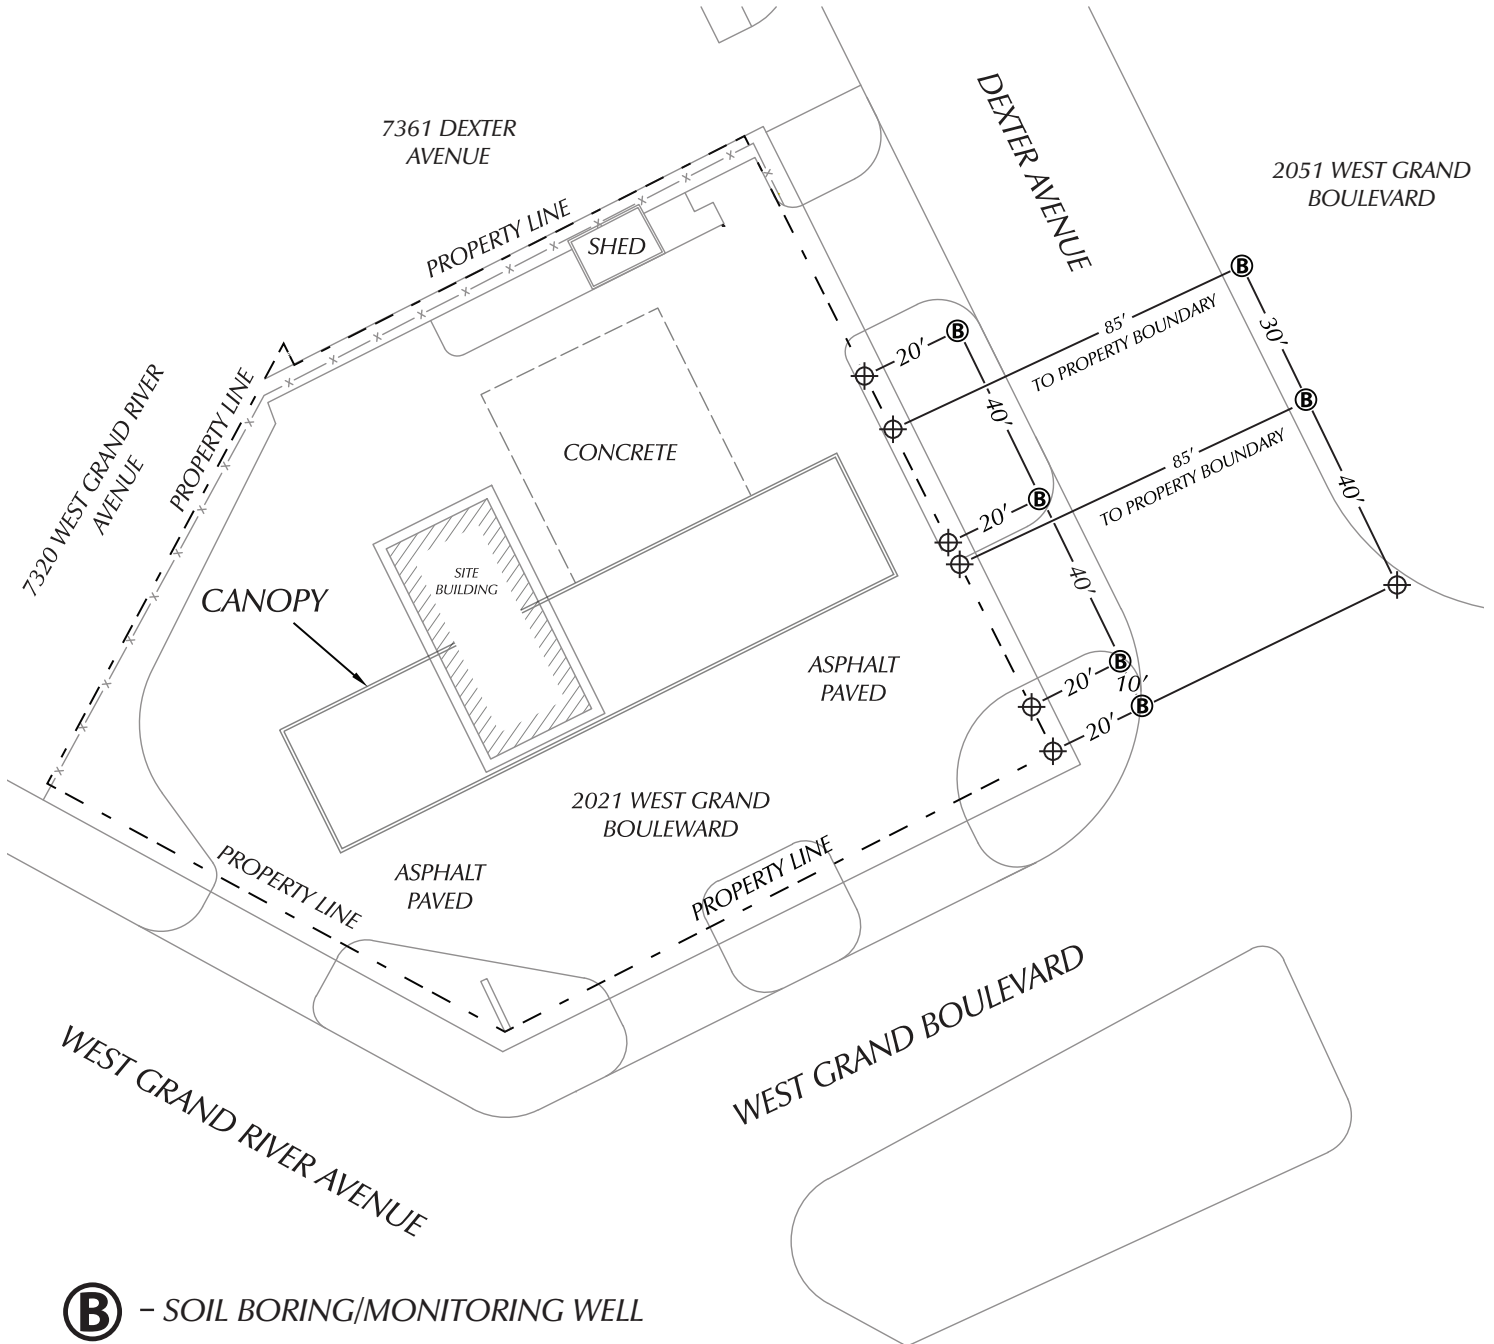 7361 DEXTER
AVENUE
DEXTER AVENUE
2051 WEST GRAND
BOULEVARD
PROPERTY LINE
SHED
B
B
85'
TO PROPERTY BOUNDARY
30'
20'
40'
B
7320 WEST GRAND RIVER
AVENUE
PROPERTY LINE
CONCRETE
85'
TO PROPERTY BOUNDARY
40'
B
20'
40'
SITE
BUILDING
CANOPY
ASPHALT
PAVED
B
20'
10'
B
20'
2021 WEST GRAND
BOULEWARD
PROPERTY LINE
PROPERTY LINE
ASPHALT
PAVED
WEST GRAND BOULEVARD
WEST GRAND RIVER AVENUE
B – SOIL BORING/MONITORING WELL